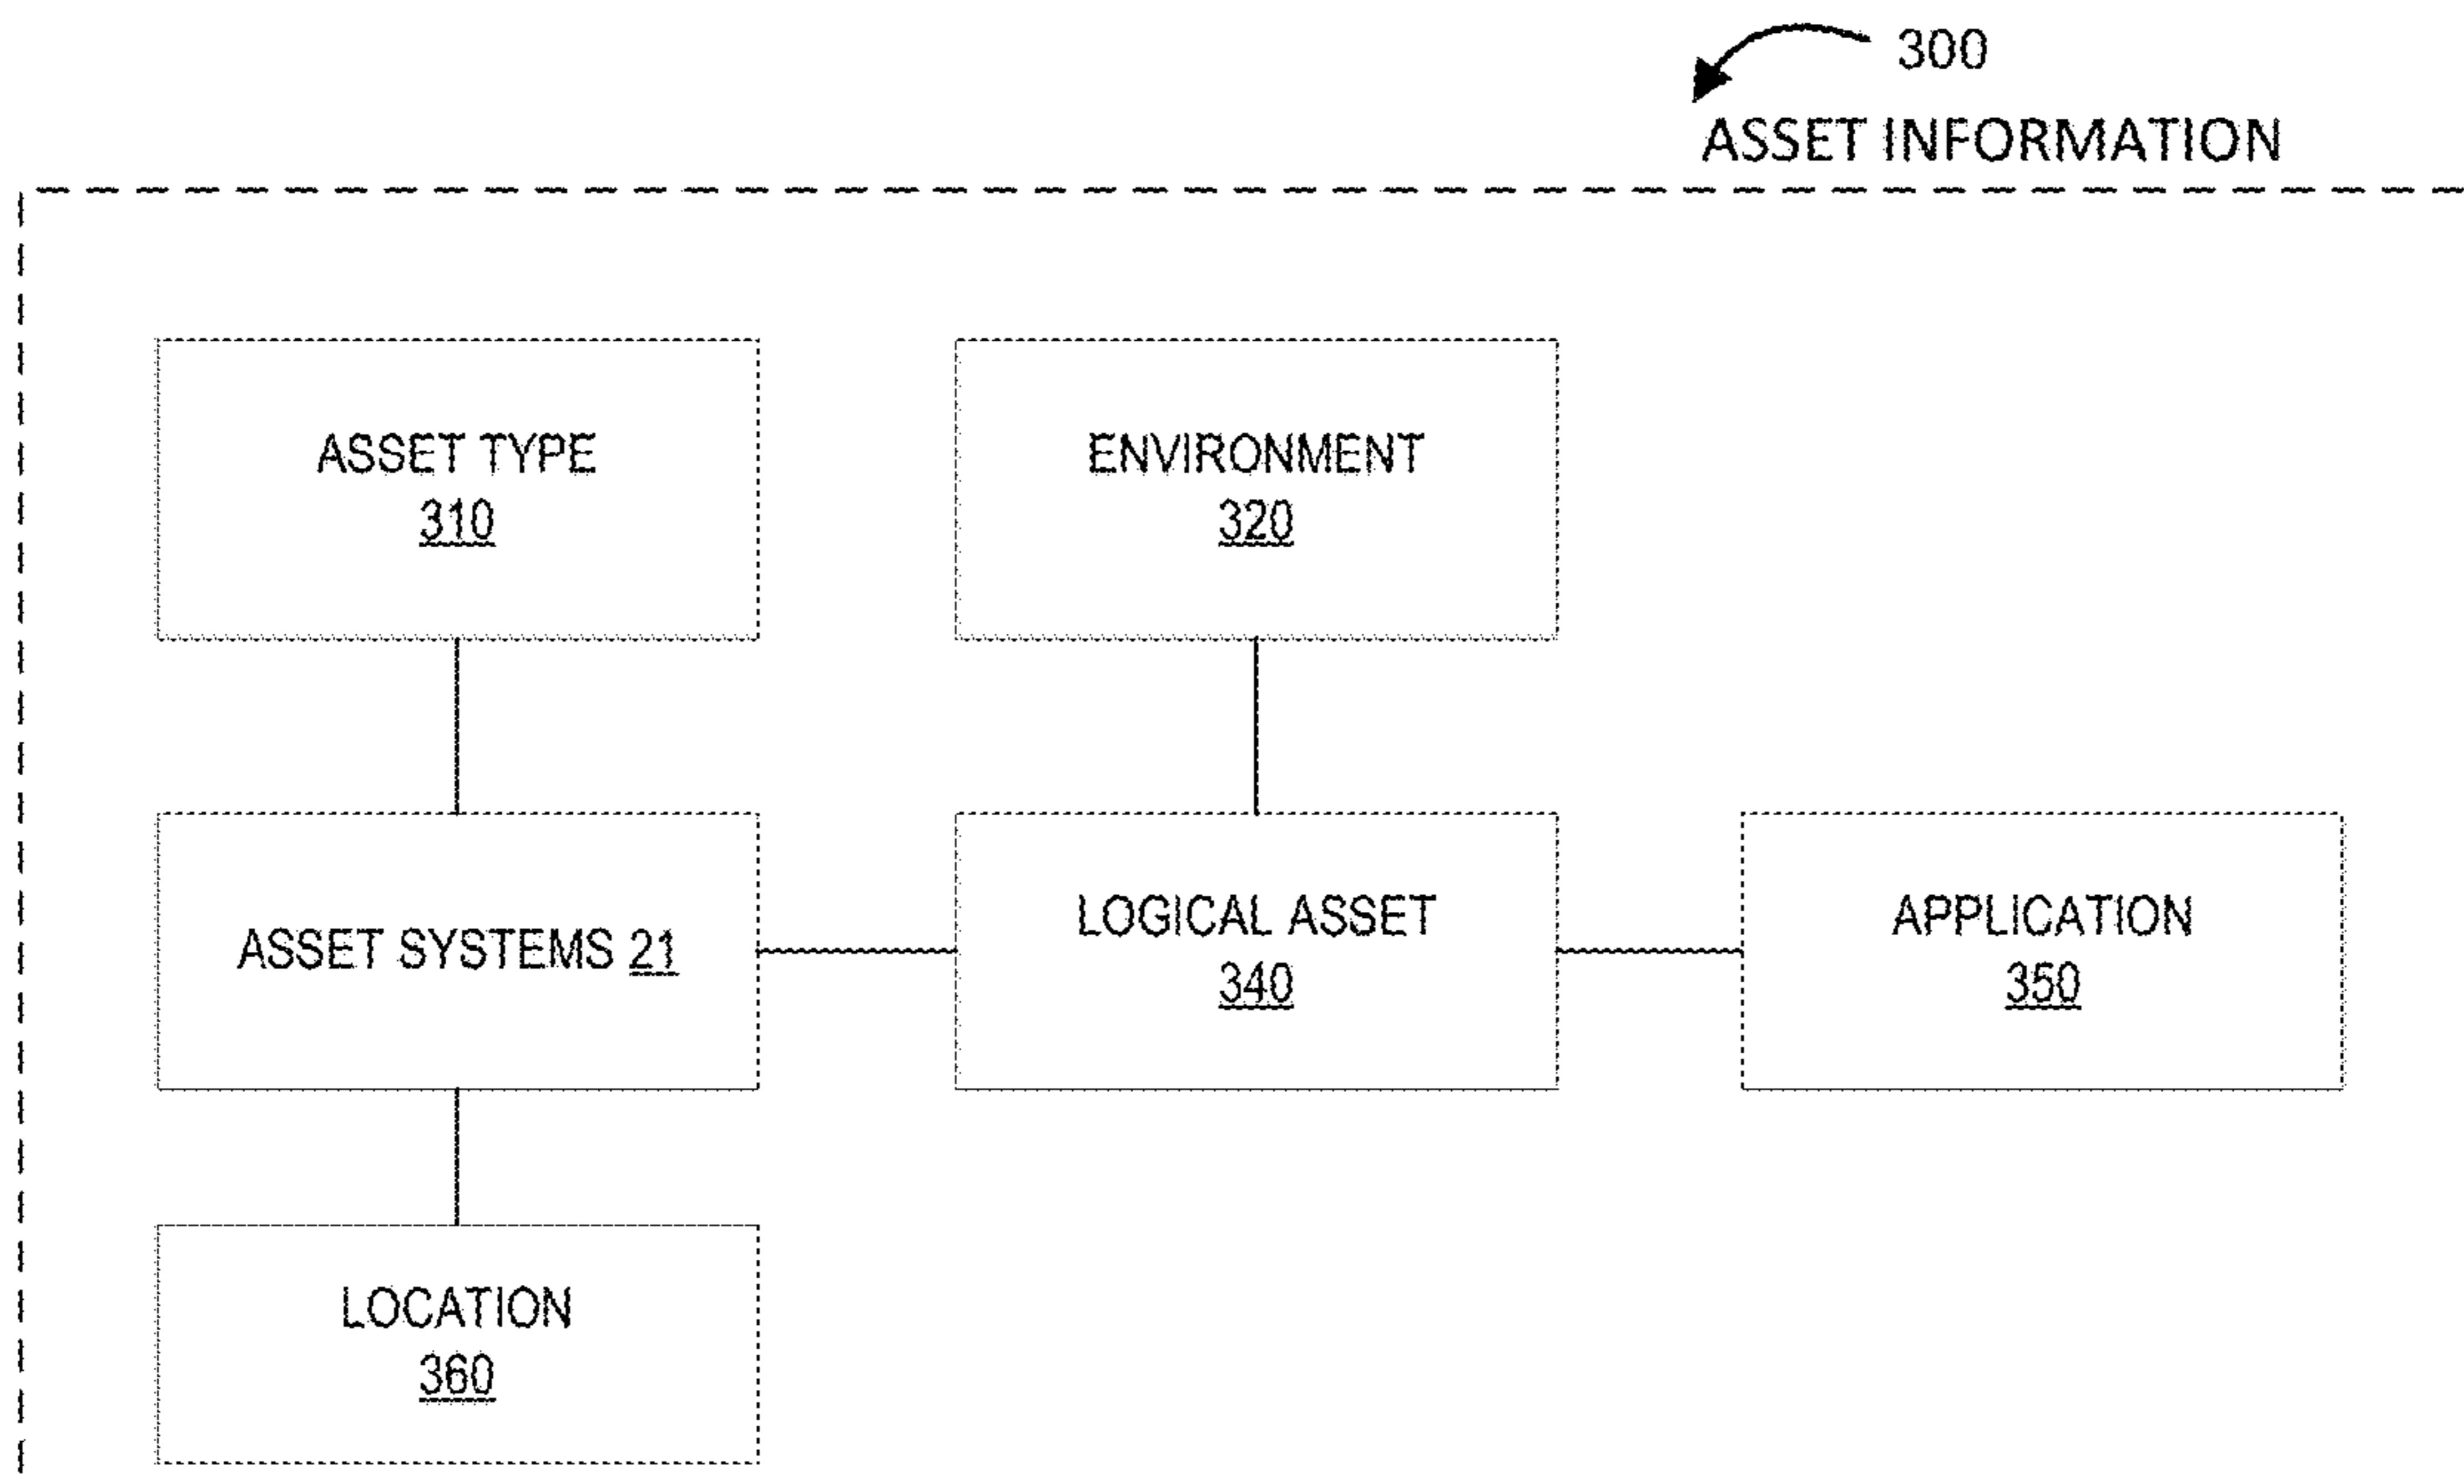 300
ASSET INFORMATION
ASSET TYPE
310
ENVIRONMENT
320
ASSET SYSTEMS 21
LOGICAL ASSET
340
APPLICATION
350
LOCATION
360